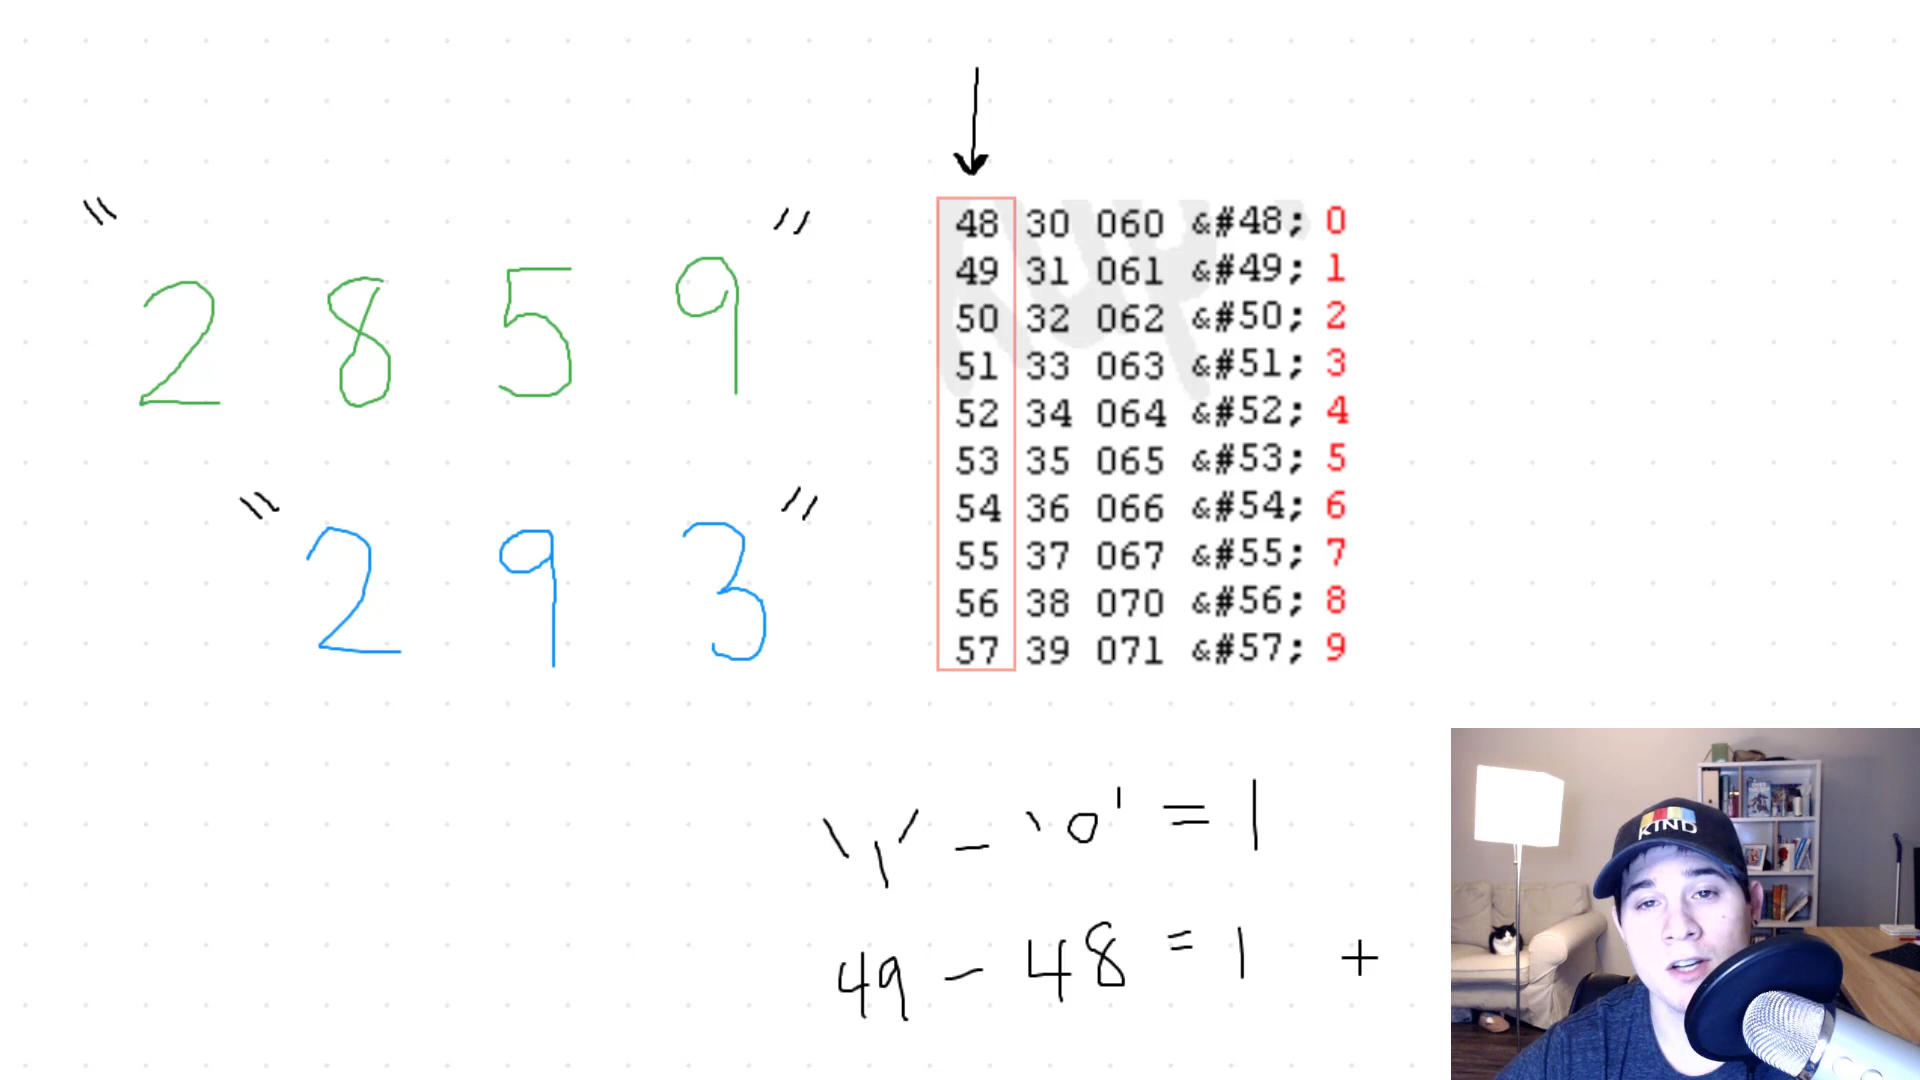 "2859"
"293"
48 30 060 &#48; 0
49 31 061 &#49; 1
50 32 062 &#50; 2
51 33 063 &#51; 3
52 34 064 &#52; 4
53 35 065 &#53; 5
54 36 066 &#54; 6
55 37 067 &#55; 7
56 38 070 &#56; 8
57 39 071 &#57; 9
'1' - '0' = 1
49 - 48 = 1
KIND